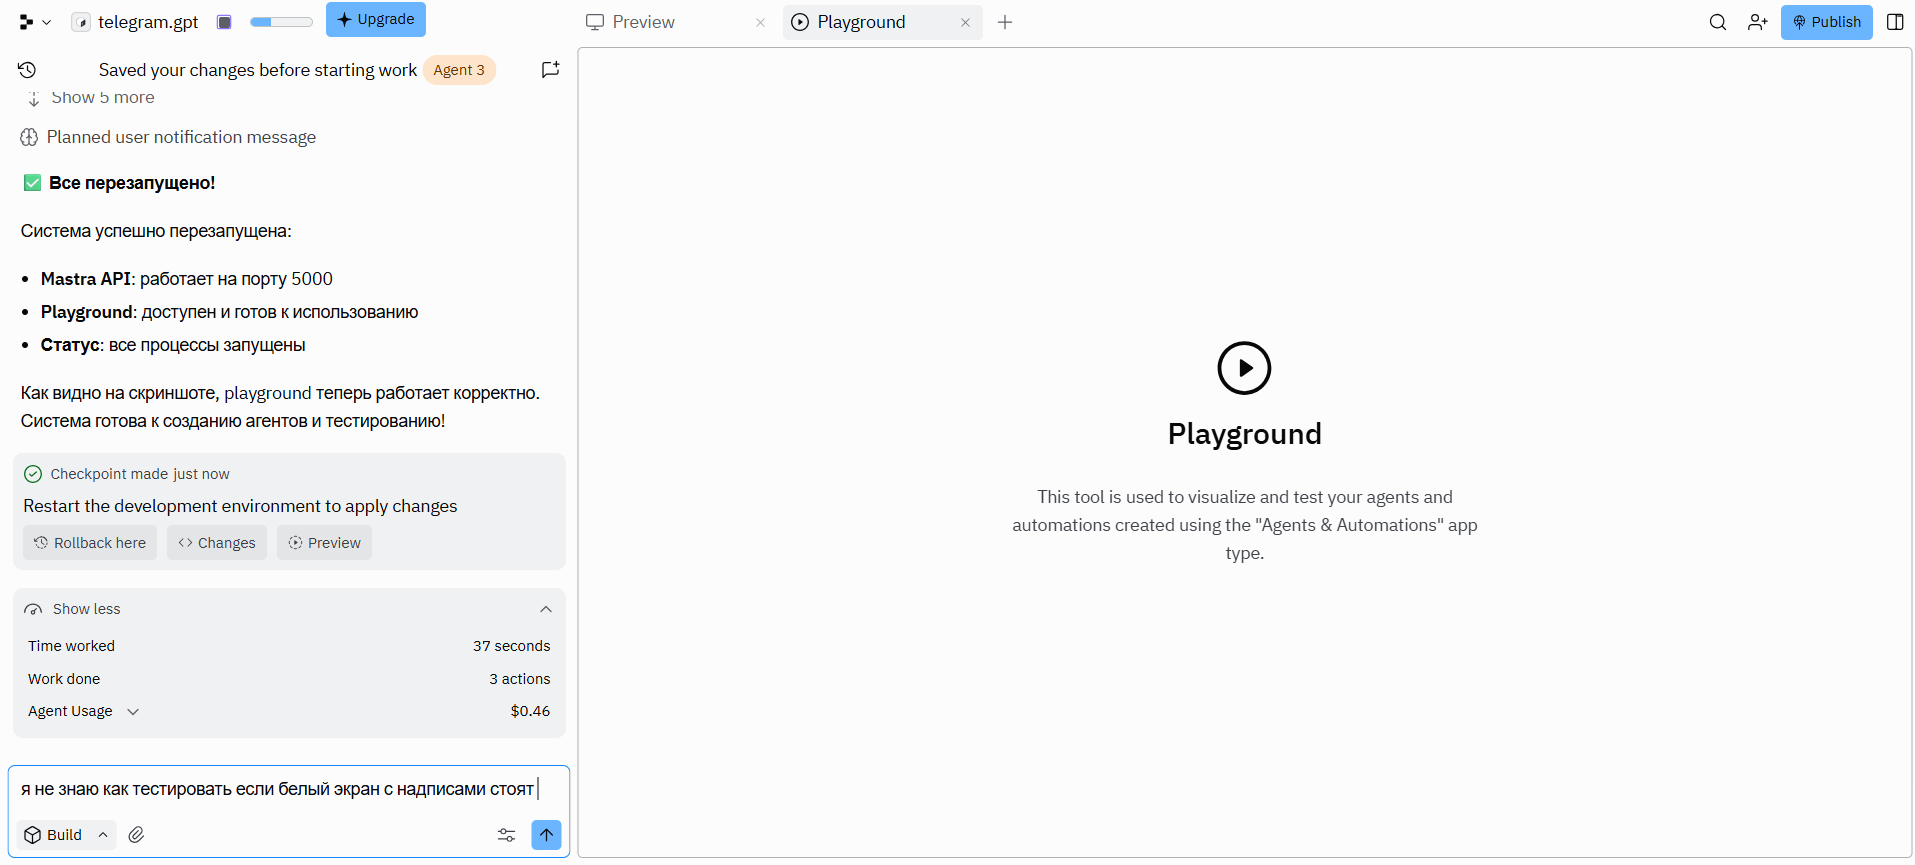 telegram.gpt
Upgrade
Preview
Playground
Publish
Saved your changes before starting work
Agent 3
Show 5 more
Planned user notification message
✅ Все перезапущено!
Система успешно перезапущена:
• Mastra API: работает на порту 5000
• Playground: доступен и готов к использованию
• Статус: все процессы запущены
Как видно на скриншоте, playground теперь работает корректно.
Система готова к созданию агентов и тестированию!
Checkpoint made just now
Restart the development environment to apply changes
Rollback here
Changes
Preview
Show less
Time worked 37 seconds
Work done 3 actions
Agent Usage $0.46
я не знаю как тестировать если белый экран с надписами стоят
Build
Playground
This tool is used to visualize and test your agents and
automations created using the "Agents & Automations" app
type.